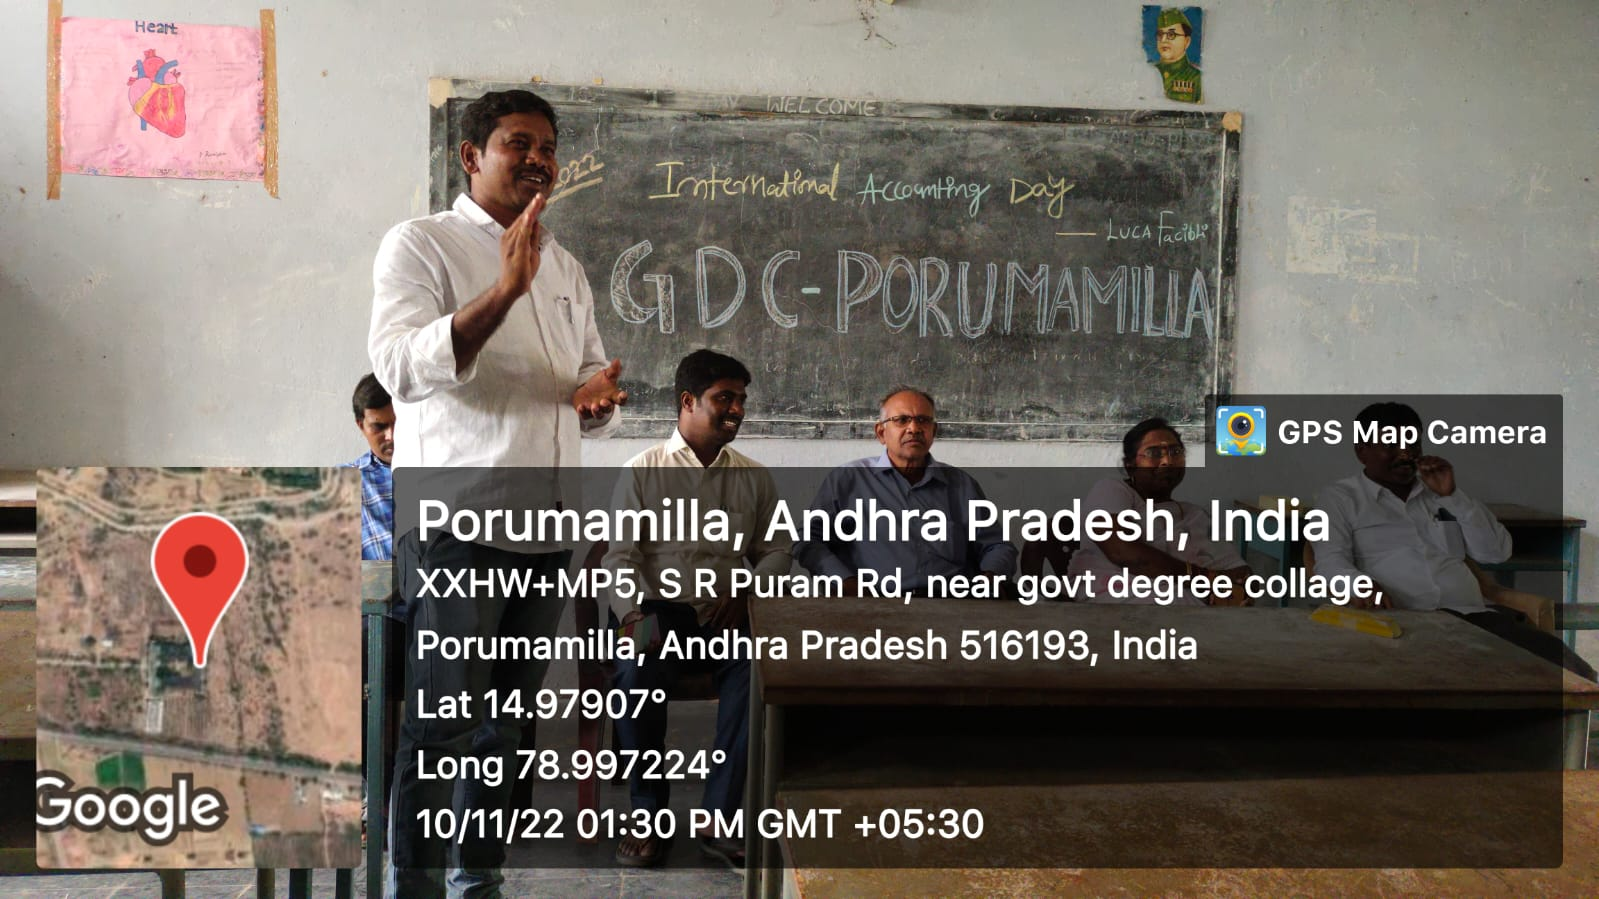 Heart
WELCOME
2022
International Accounting Day
— LUCA Facibli
GDC-PORUMAMILLA
GPS Map Camera
Porumamilla, Andhra Pradesh, India
XXHW+MP5, S R Puram Rd, near govt degree collage,
Porumamilla, Andhra Pradesh 516193, India
Lat 14.97907°
Long 78.997224°
10/11/22 01:30 PM GMT +05:30
Google